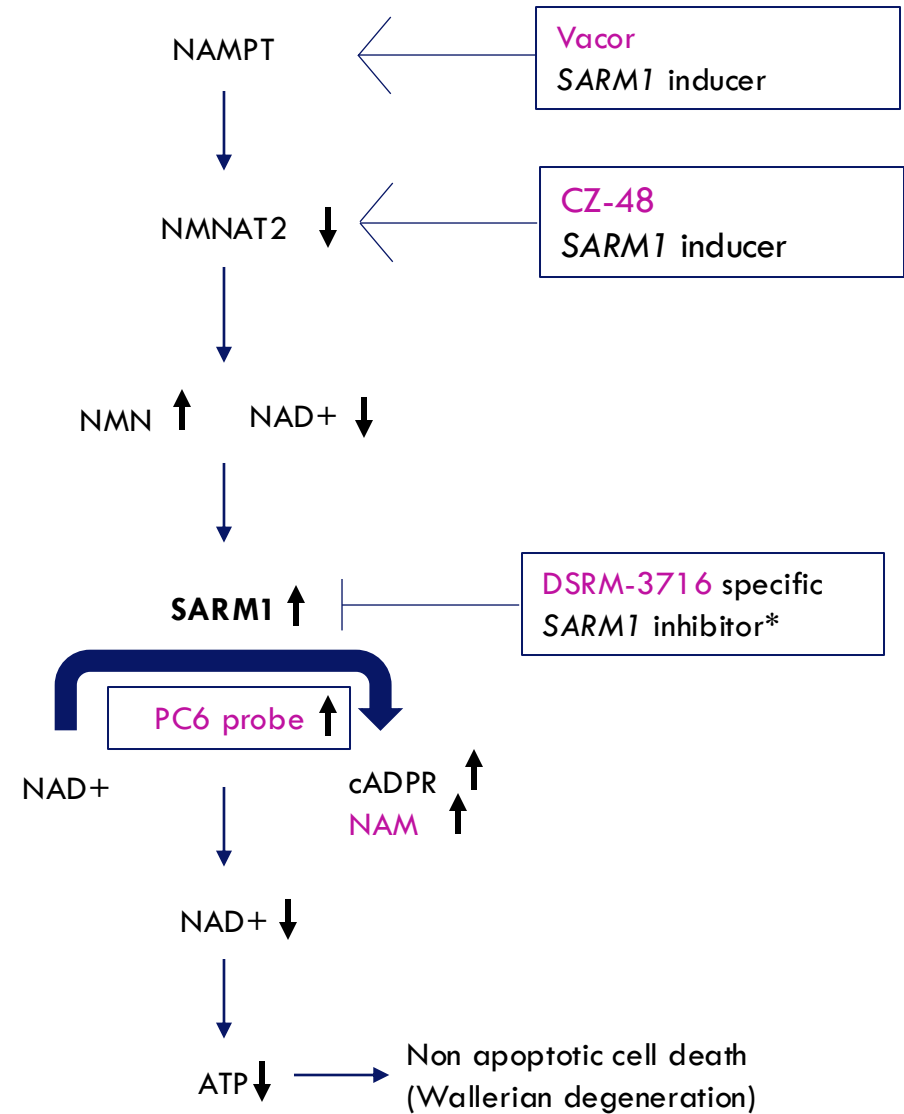 NAMPT
Vacor
SARM1 inducer
NMNAT2
CZ-48
SARM1 inducer
NMN
NAD+
SARM1
DSRM-3716 specific
SARM1 inhibitor*
PC6 probe
NAD+
cADPR
NAM
NAD+
ATP
Non apoptotic cell death
(Wallerian degeneration)